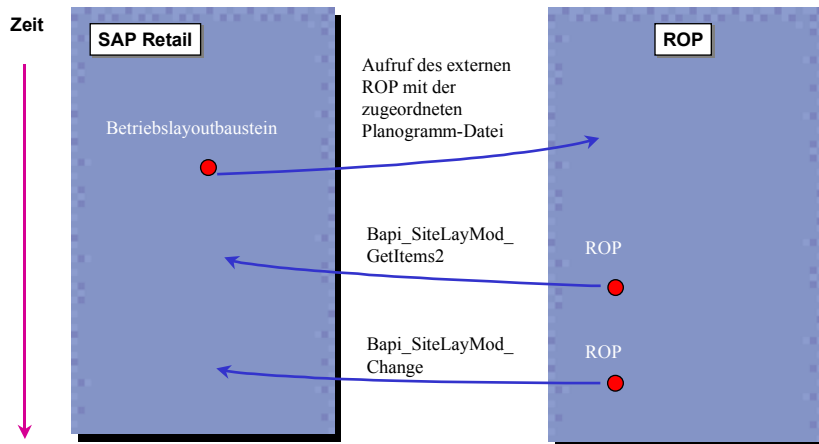 Zeit
SAP Retail
ROP
Aufruf des externen
ROP mit der
zugeordneten
Planogramm-Datei
Betriebslayoutbaustein
Bapi_SiteLayMod_
GetItems2
ROP
Bapi_SiteLayMod_
Change
ROP